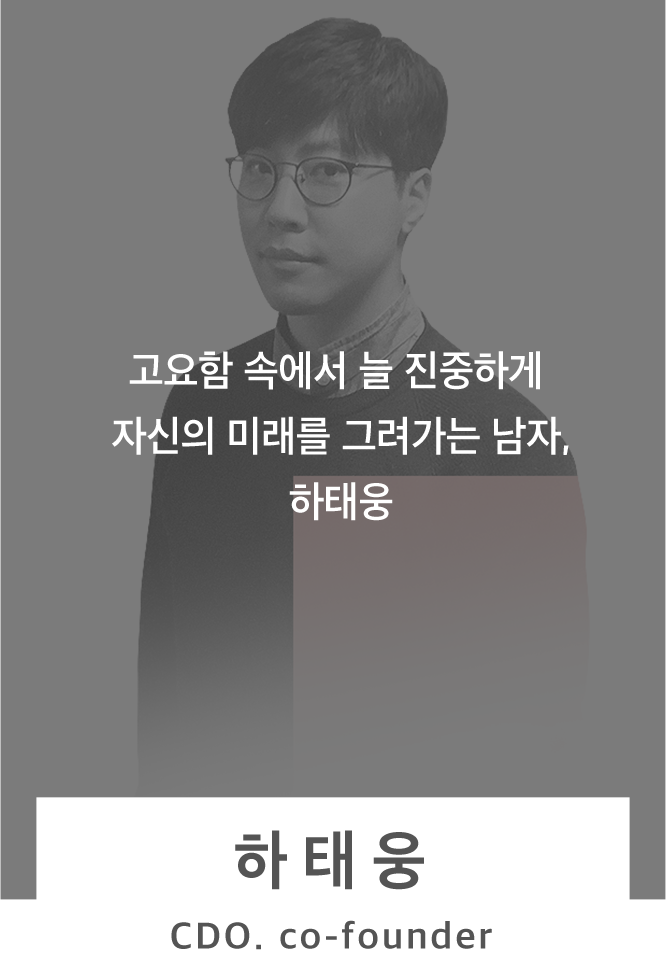 고요함 속에서 늘 진중하게
자신의 미래를 그려가는 남자,
하태웅
하태웅
CDO. co-founder